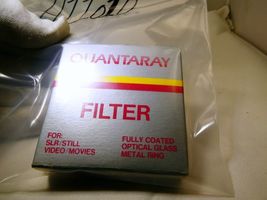 QUANTARAY
FILTER
FOR:
SLR/STILL
VIDEO/MOVIES
FULLY COATED
OPTICAL GLASS
METAL RING